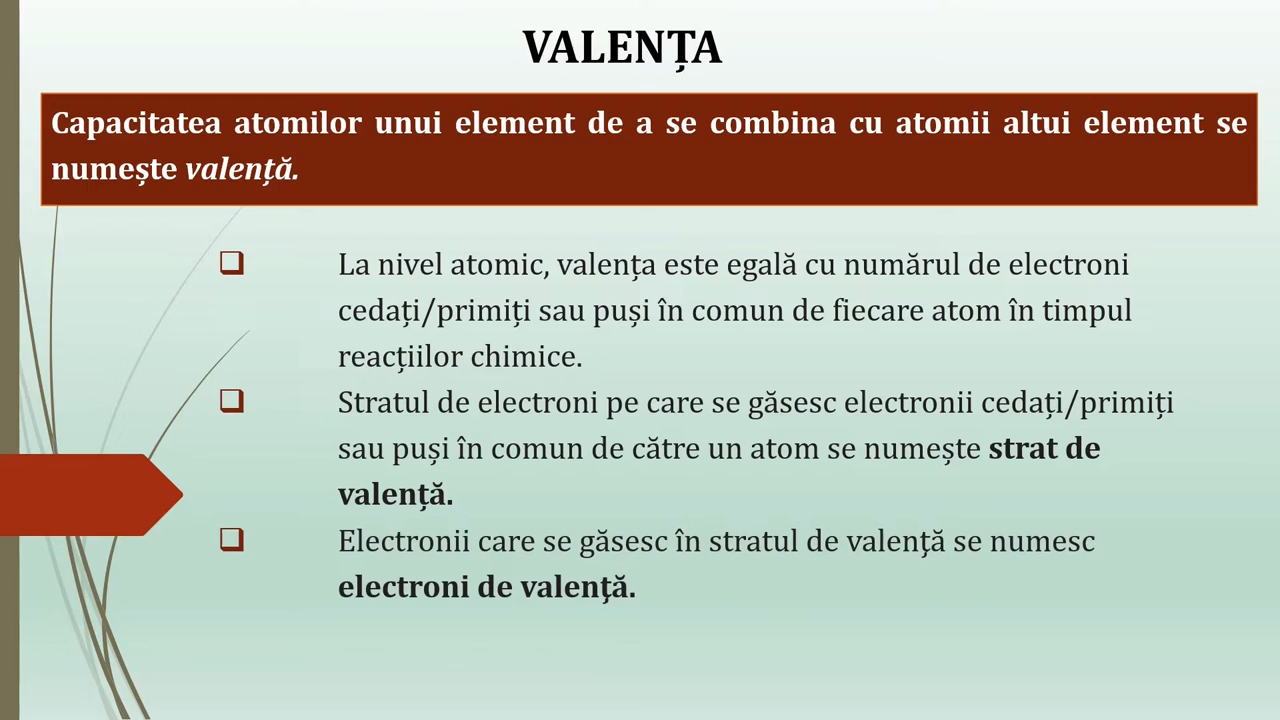 VALENȚA
Capacitatea atomilor unui element de a se combina cu atomii altui element se
numește valență.
La nivel atomic, valența este egală cu numărul de electroni
cedați/primiți sau puși în comun de fiecare atom în timpul
reacțiilor chimice.
Stratul de electroni pe care se găsesc electronii cedați/primiți
sau puși în comun de către un atom se numește strat de
valență.
Electronii care se găsesc în stratul de valență se numesc
electroni de valență.